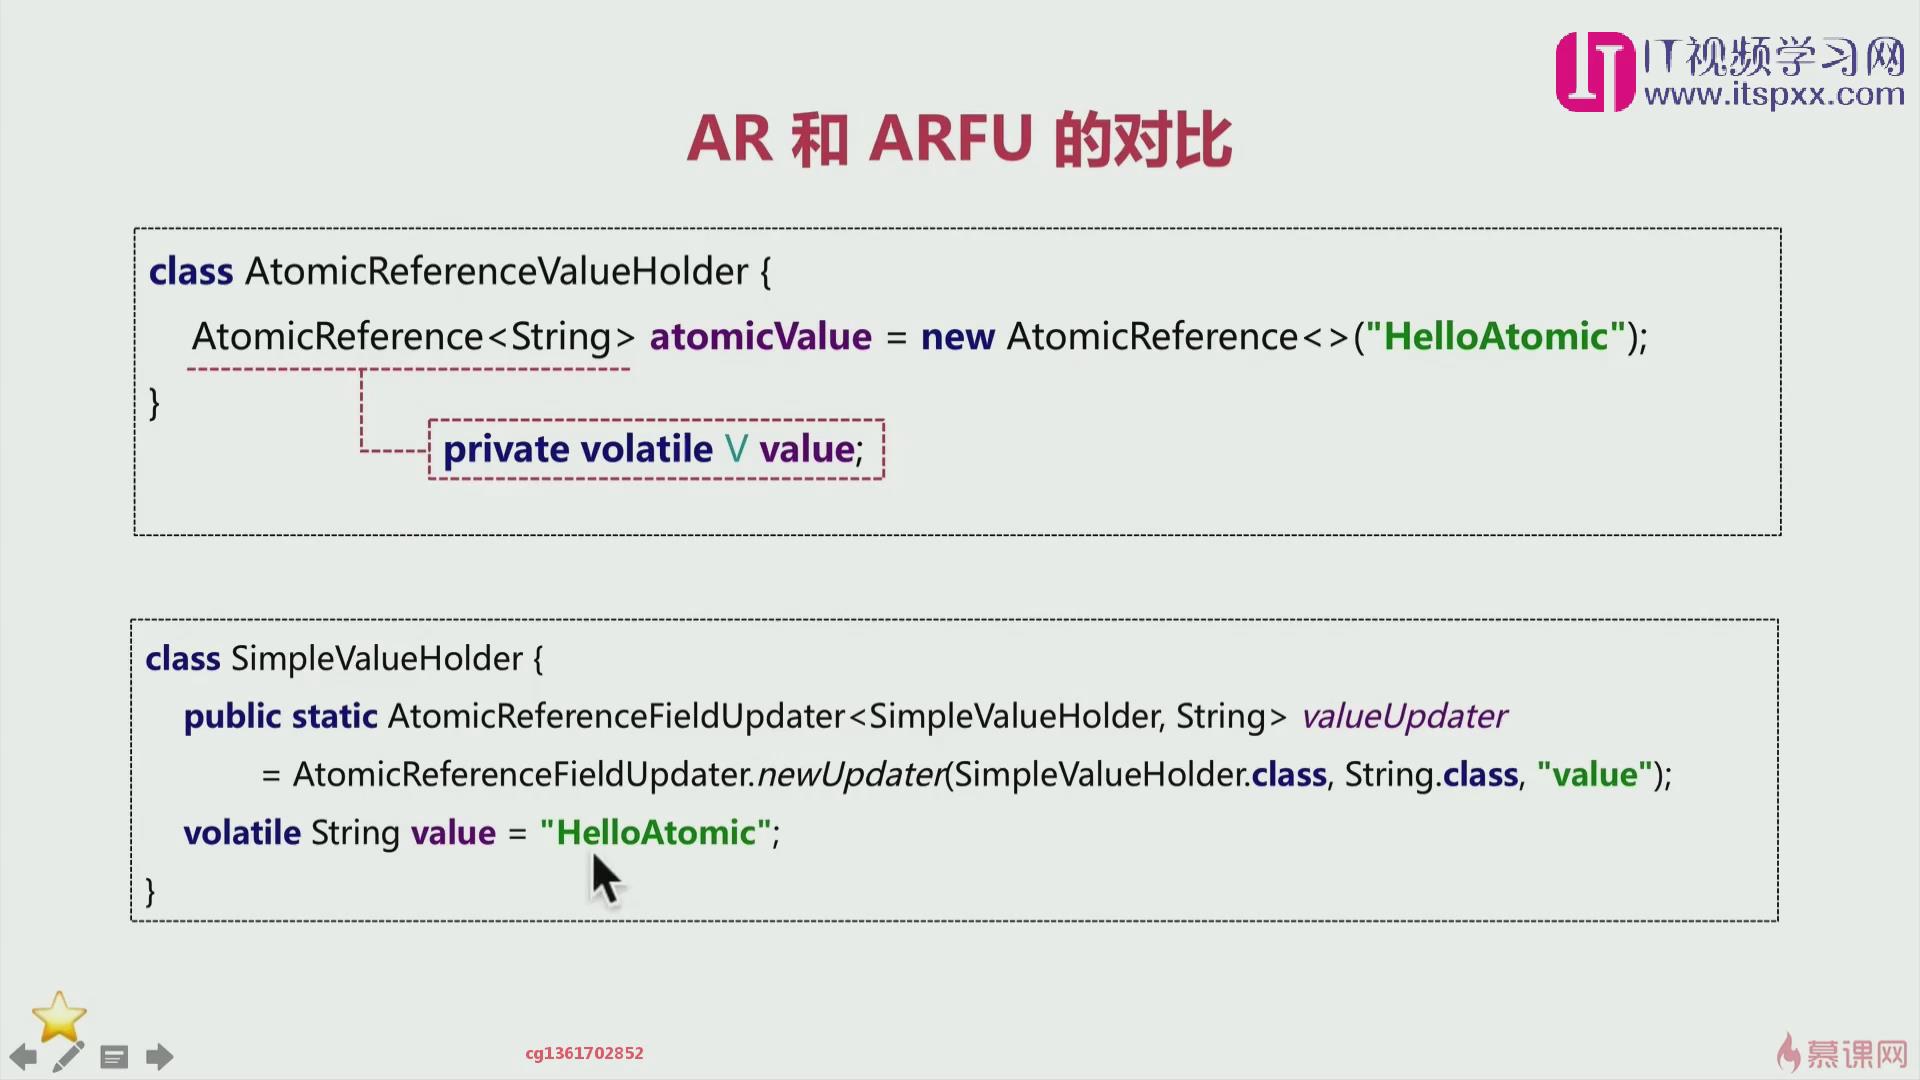 IT视频学习网
www.itspxx.com
AR 和 ARFU 的对比
class AtomicReferenceValueHolder {
AtomicReference<String> atomicValue = new AtomicReference<>("HelloAtomic");
}
private volatile V value;
class SimpleValueHolder {
public static AtomicReferenceFieldUpdater<SimpleValueHolder, String> valueUpdater
= AtomicReferenceFieldUpdater.newUpdater(SimpleValueHolder.class, String.class, "value");
volatile String value = "HelloAtomic";
}
cg1361702852
慕课网